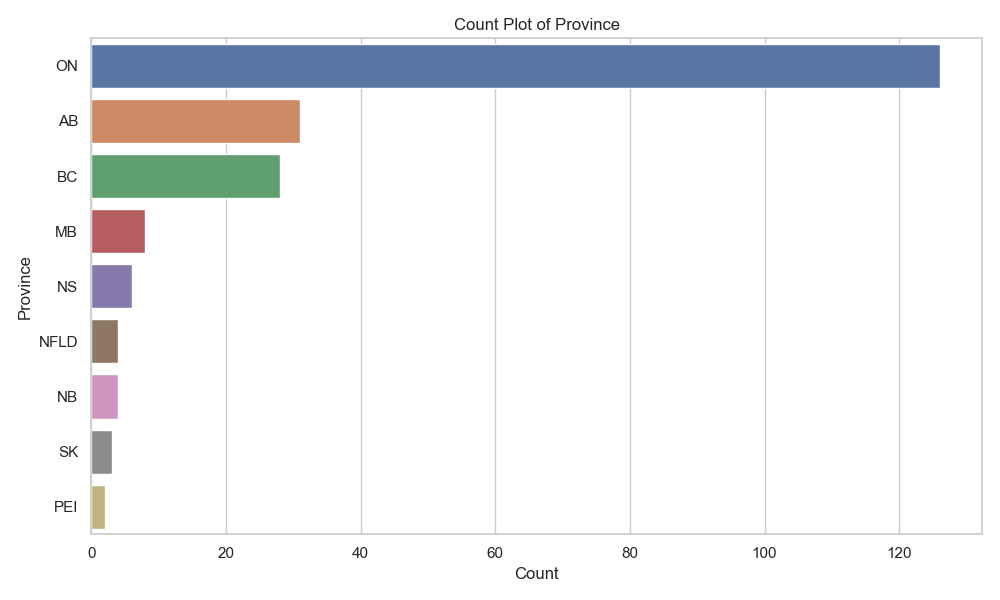 Count Plot of Province
Province
ON
AB
BC
MB
NS
NFLD
NB
SK
PEI
0 20 40 60 80 100 120
Count